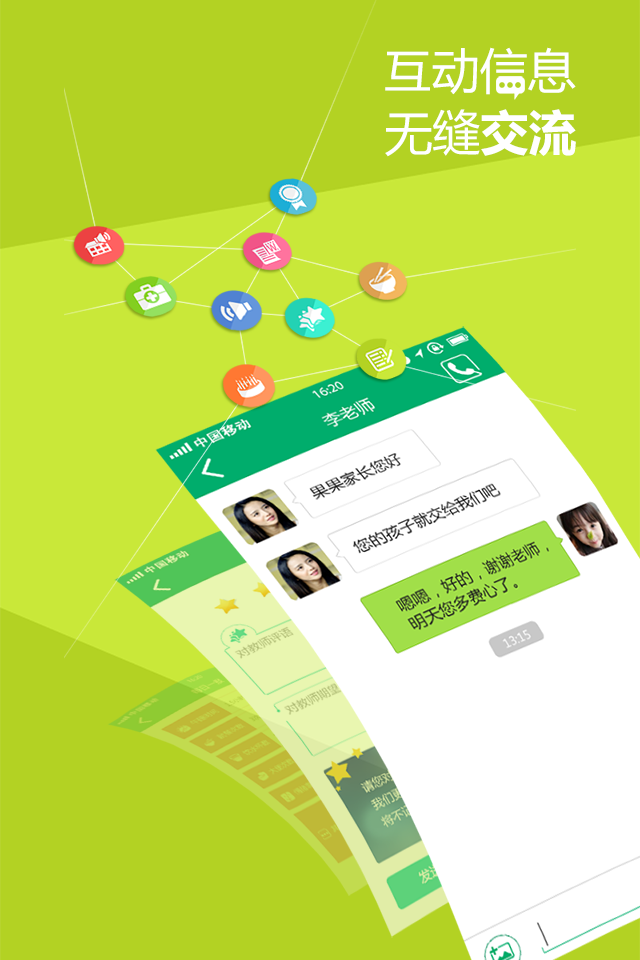 互动信息
无缝交流
16:20
中国移动
李老师
果果家长您好
您的孩子就交给我们吧
嗯嗯，好的，谢谢老师，
明天您多费心了。
13:15
中国移动
对教师评语
对教师期望
请您对
我们更
将不
发送